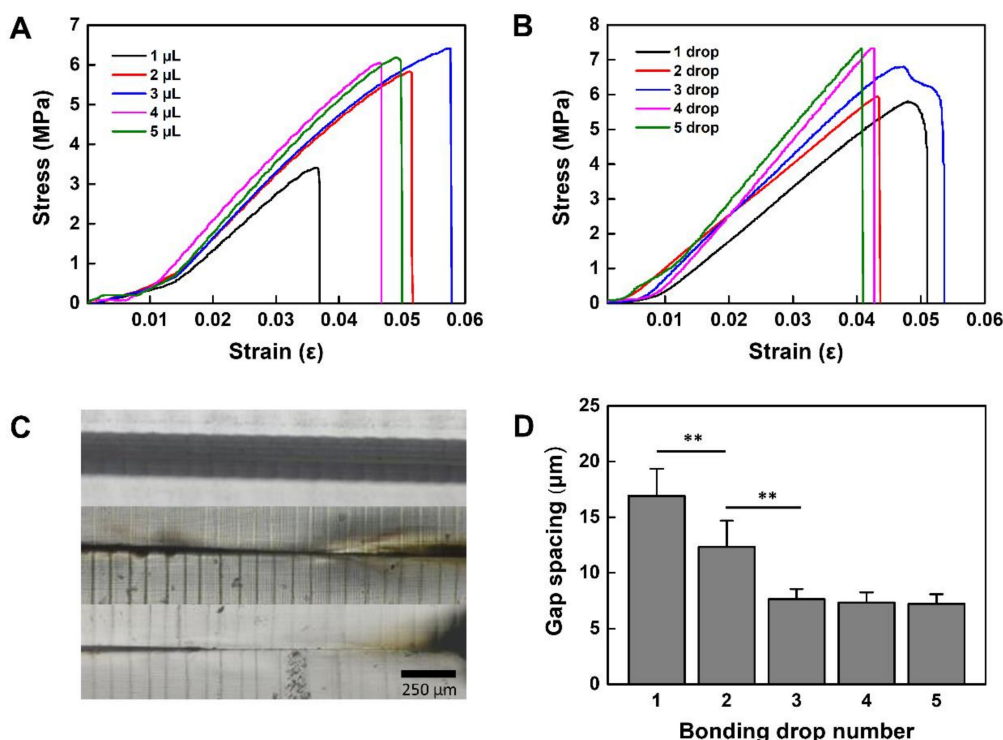 A
Stress (MPa)
7
6
5
4
3
2
1
0
1 µL
2 µL
3 µL
4 µL
5 µL
0.01 0.02 0.03 0.04 0.05 0.06
Strain (ε)
B
Stress (MPa)
8
7
6
5
4
3
2
1
0
1 drop
2 drop
3 drop
4 drop
5 drop
0.01 0.02 0.03 0.04 0.05 0.06
Strain (ε)
C
250 µm
D
Gap spacing (µm)
25
20
15
10
5
0
**
**
1 2 3 4 5
Bonding drop number